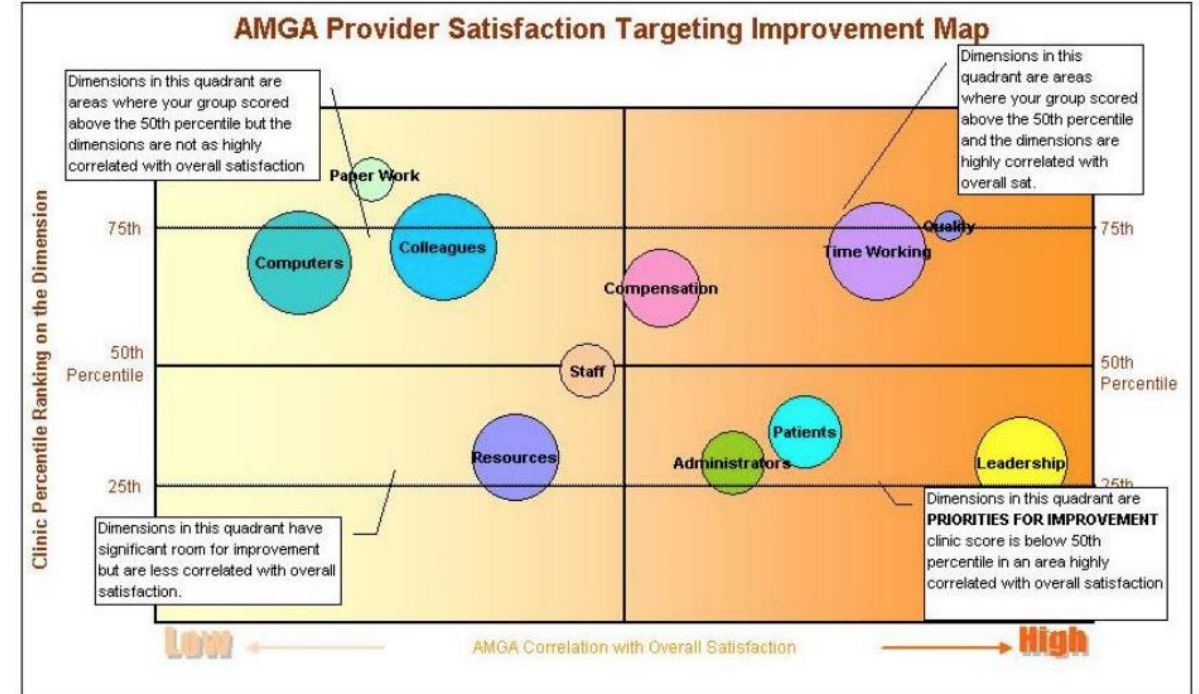 AMGA Provider Satisfaction Targeting Improvement Map
Dimensions in this quadrant are
areas where your group scored
above the 50th percentile but the
dimensions are not as highly
correlated with overall satisfaction
Dimensions in this
quadrant are areas
where your group scored
above the 50th percentile
and the dimensions are
highly correlated with
overall sat.
Clinic Percentile Ranking on the Dimension
Paper Work
75th
Colleagues
Computers
Compensation
Time Working
Quality
75th
50th
Percentile
Staff
50th
Percentile
Resources
Administrators
Patients
Leadership
25th
25th
Dimensions in this quadrant have
significant room for improvement
but are less correlated with overall
satisfaction.
Dimensions in this quadrant are
PRIORITIES FOR IMPROVEMENT
clinic score is below 50th
percentile in an area highly
correlated with overall satisfaction
Low
AMGA Correlation with Overall Satisfaction
High